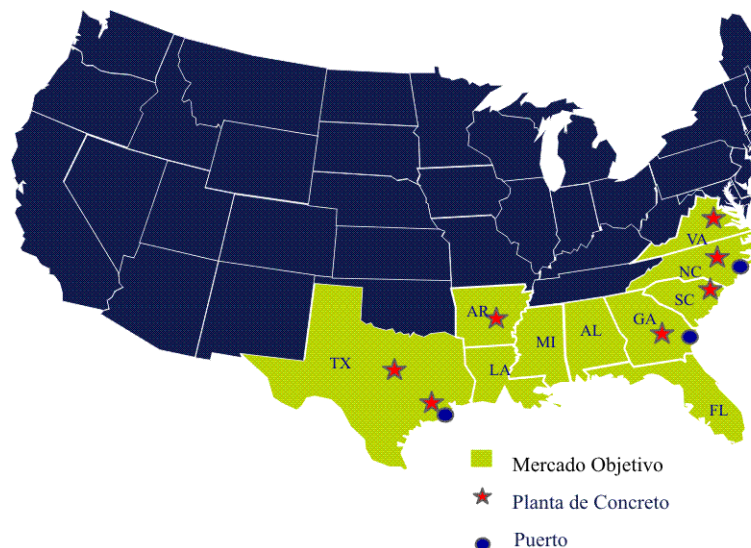 VA
NC
SC
AR
GA
MI
AL
TX
LA
FL
Mercado Objetivo
Planta de Concreto
Puerto